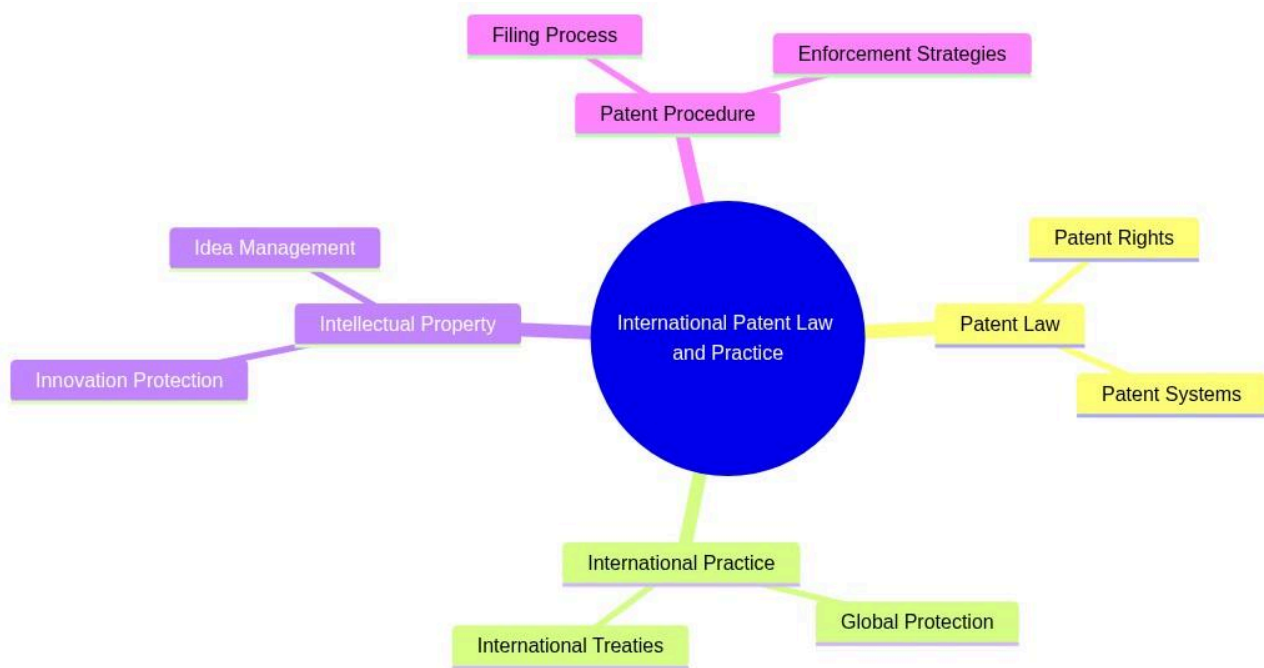 Filing Process
Enforcement Strategies
Patent Procedure
Idea Management
Patent Rights
Intellectual Property
International Patent Law
and Practice
Patent Law
Innovation Protection
Patent Systems
International Practice
Global Protection
International Treaties